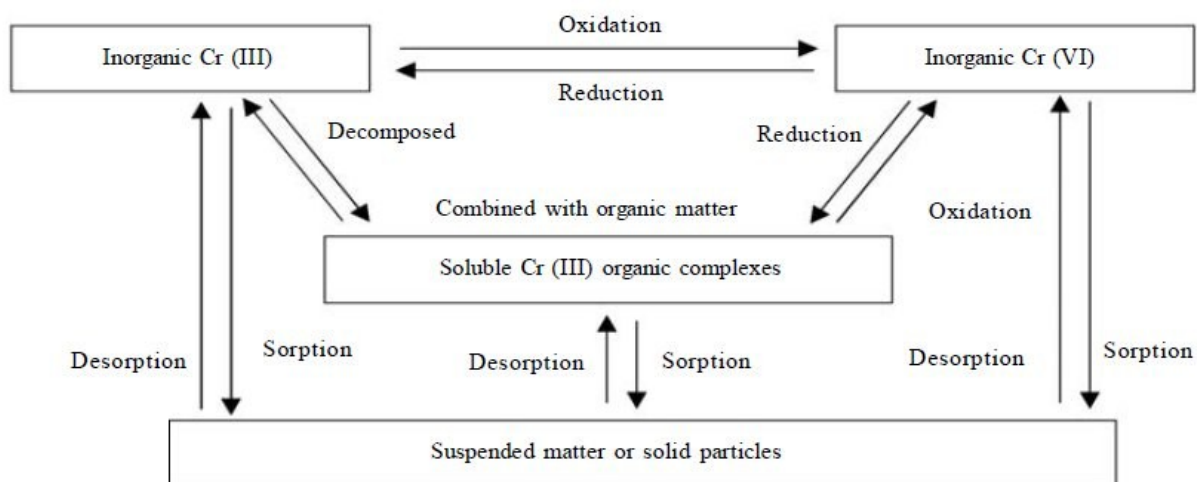 Oxidation
Inorganic Cr (III)
Inorganic Cr (VI)
Reduction
Decomposed
Reduction
Combined with organic matter
Oxidation
Soluble Cr (III) organic complexes
Desorption
Sorption
Desorption
Sorption
Desorption
Sorption
Suspended matter or solid particles